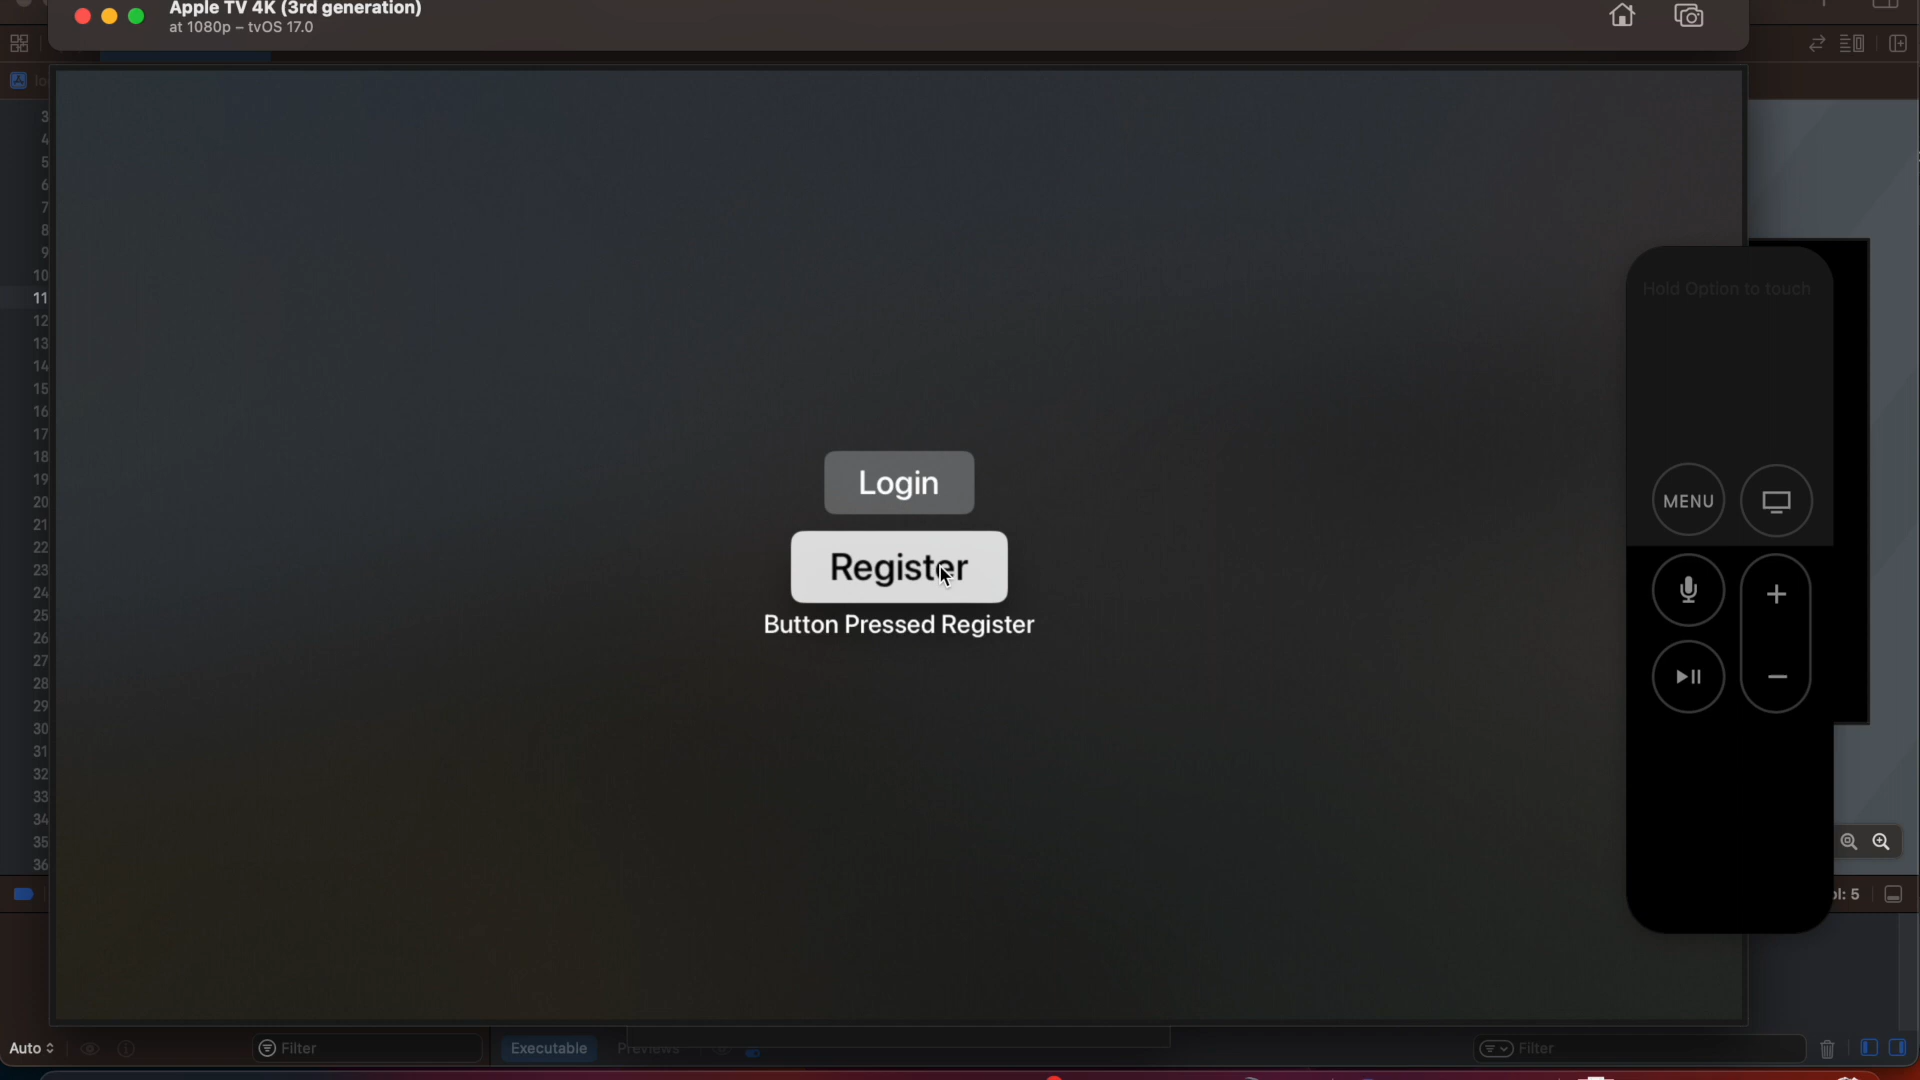 Apple TV 4K (3rd generation)
at 1080p – tvOS 17.0
lo
3
4
5
6
7
8
9
10
11
12
13
14
15
16
17
18
19
20
21
22
23
24
25
26
27
28
29
30
31
32
33
34
35
36
Login
Register
Button Pressed Register
Hold Option to touch
MENU
ol: 5
Auto
Filter
Executable
Previews
Filter